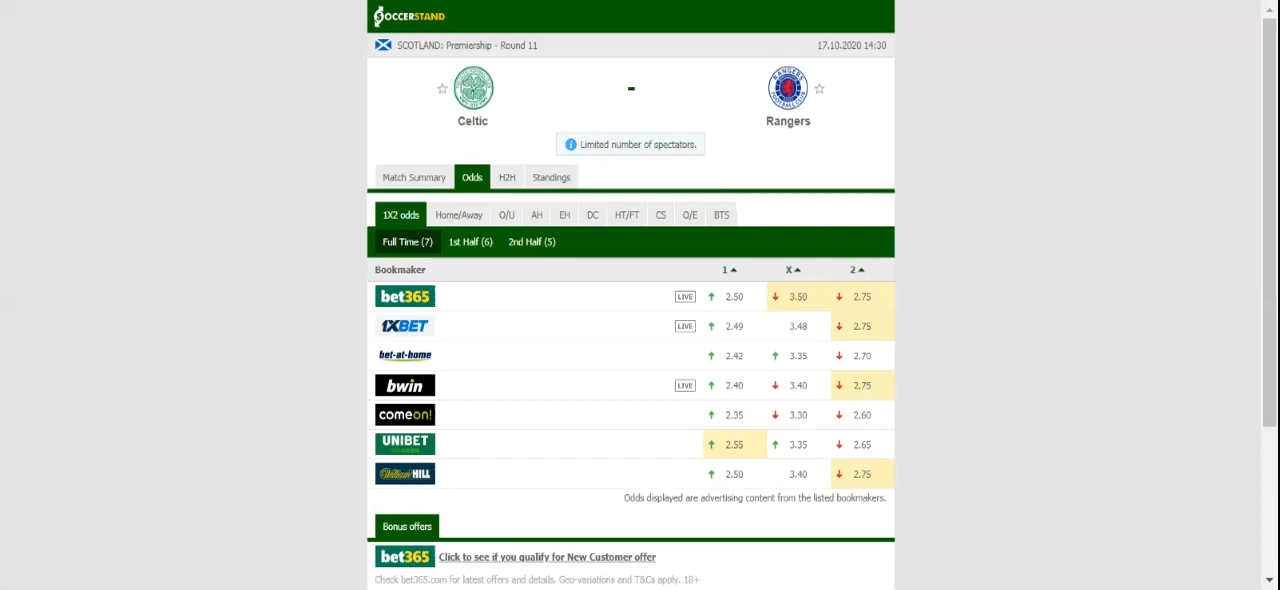 SOCCERSTAND
SCOTLAND: Premiership - Round 11 17.10.2020 14:30
RANGERS
FOOTBALL CLUB
-
Celtic Rangers
Limited number of spectators.
Match Summary Odds H2H Standings
1X2 odds Home/Away O/U AH EH DC HT/FT CS O/E BTS
Full Time (7) 1st Half (6) 2nd Half (5)
Bookmaker 1 X 2
bet365 LIVE 2.50 3.50 2.75
1XBET LIVE 2.49 3.48 2.75
bet-at-home 2.42 3.35 2.70
bwin LIVE 2.40 3.40 2.75
comeon! 2.35 3.30 2.60
UNIBET 2.55 3.35 2.65
William HILL 2.50 3.40 2.75
Odds displayed are advertising content from the listed bookmakers.
Bonus offers
bet365 Click to see if you qualify for New Customer offer
Check bet365.com for latest offers and details. Geo-variations and T&Cs apply. 18+